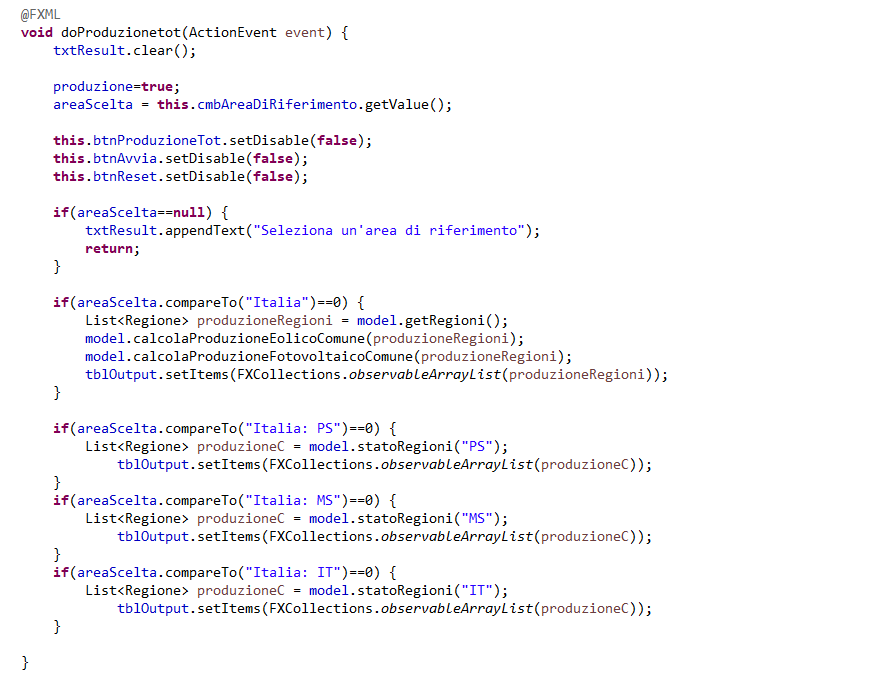 @FXML
void doProduzionetot(ActionEvent event) {
    txtResult.clear();

    produzione=true;
    areaScelta = this.cmbAreaDiRiferimento.getValue();

    this.btnProduzioneTot.setDisable(false);
    this.btnAvvia.setDisable(false);
    this.btnReset.setDisable(false);

    if(areaScelta==null) {
        txtResult.appendText("Seleziona un'area di riferimento");
        return;
    }

    if(areaScelta.compareTo("Italia")==0) {
        List<Regione> produzioneRegioni = model.getRegioni();
        model.calcolaProduzioneEolicoComune(produzioneRegioni);
        model.calcolaProduzioneFotovoltaicoComune(produzioneRegioni);
        tblOutput.setItems(FXCollections.observableArrayList(produzioneRegioni));
    }

    if(areaScelta.compareTo("Italia: PS")==0) {
        List<Regione> produzioneC = model.statoRegioni("PS");
            tblOutput.setItems(FXCollections.observableArrayList(produzioneC));
    }
    if(areaScelta.compareTo("Italia: MS")==0) {
        List<Regione> produzioneC = model.statoRegioni("MS");
            tblOutput.setItems(FXCollections.observableArrayList(produzioneC));
    }
    if(areaScelta.compareTo("Italia: IT")==0) {
        List<Regione> produzioneC = model.statoRegioni("IT");
            tblOutput.setItems(FXCollections.observableArrayList(produzioneC));
    }

}